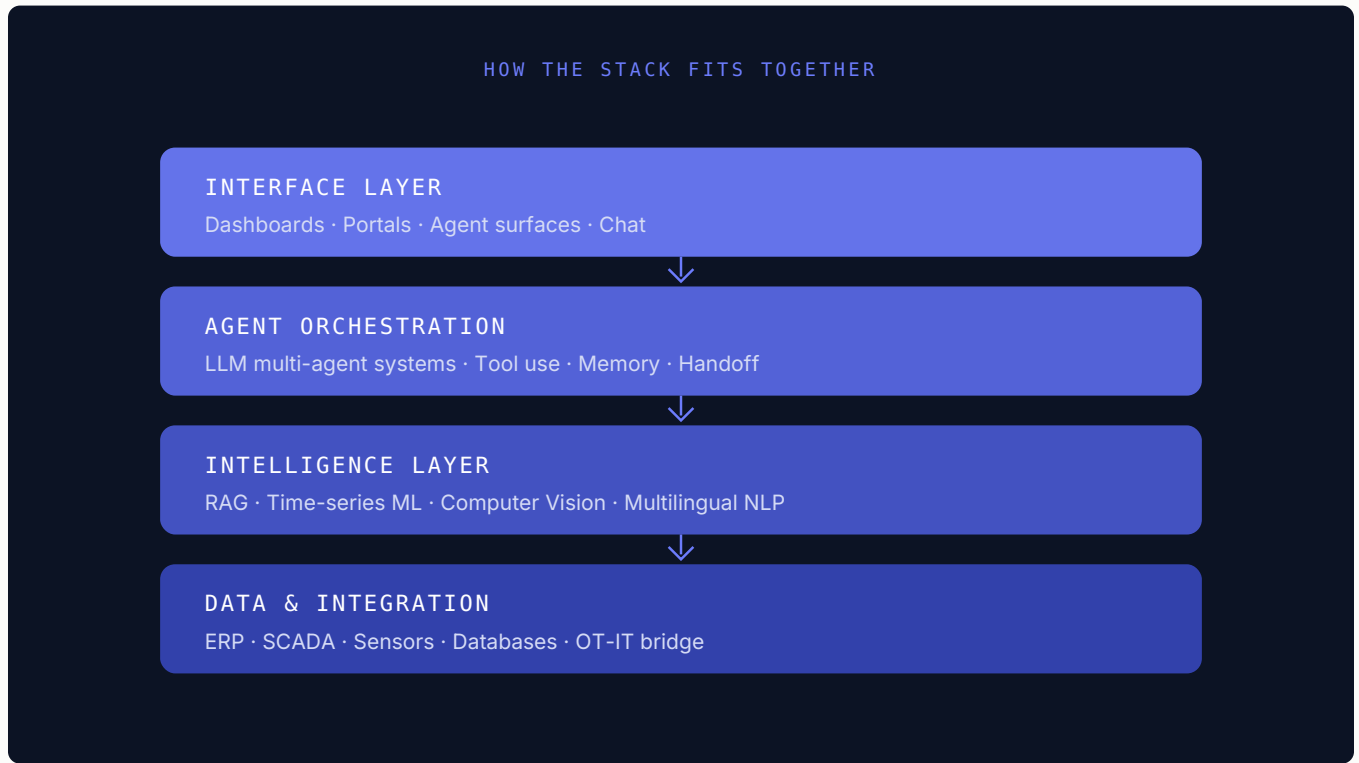 HOW THE STACK FITS TOGETHER
INTERFACE LAYER
Dashboards · Portals · Agent surfaces · Chat
AGENT ORCHESTRATION
LLM multi-agent systems · Tool use · Memory · Handoff
INTELLIGENCE LAYER
RAG · Time-series ML · Computer Vision · Multilingual NLP
DATA & INTEGRATION
ERP · SCADA · Sensors · Databases · OT-IT bridge